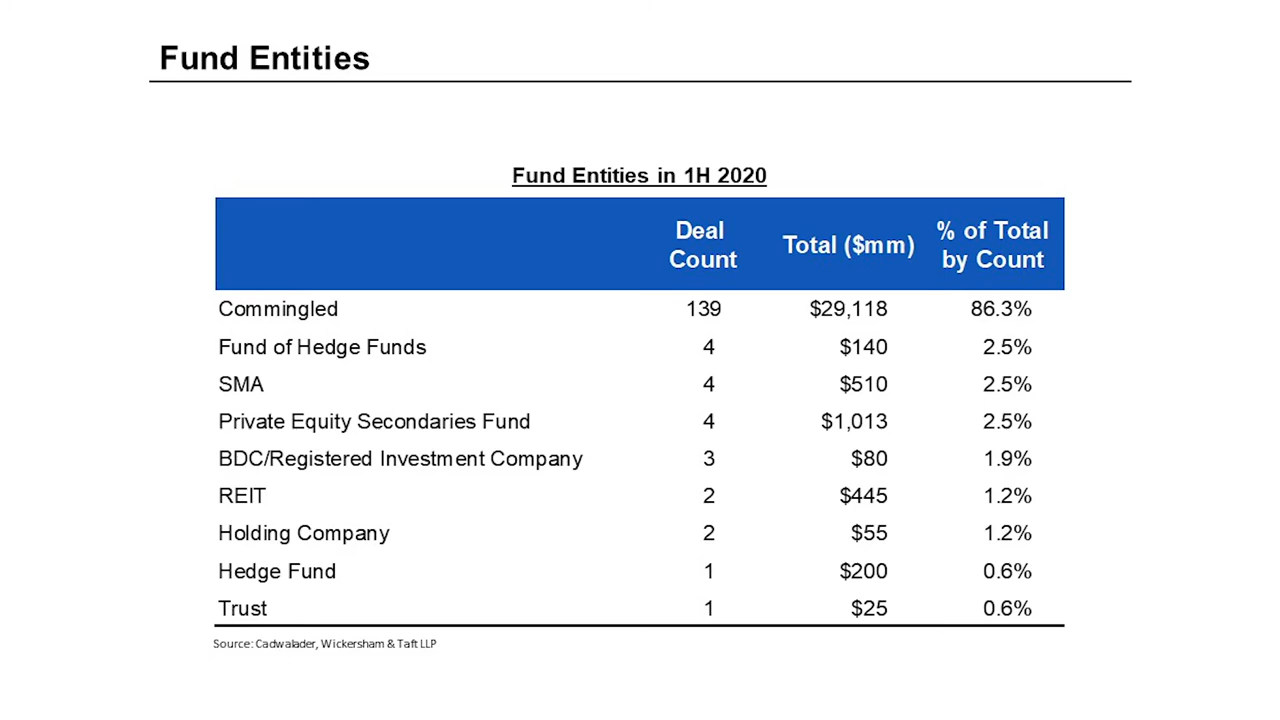 Fund Entities
Fund Entities in 1H 2020
Deal Count Total ($mm) % of Total by Count
Commingled 139 $29,118 86.3%
Fund of Hedge Funds 4 $140 2.5%
SMA 4 $510 2.5%
Private Equity Secondaries Fund 4 $1,013 2.5%
BDC/Registered Investment Company 3 $80 1.9%
REIT 2 $445 1.2%
Holding Company 2 $55 1.2%
Hedge Fund 1 $200 0.6%
Trust 1 $25 0.6%
Source: Cadwalader, Wickersham & Taft LLP